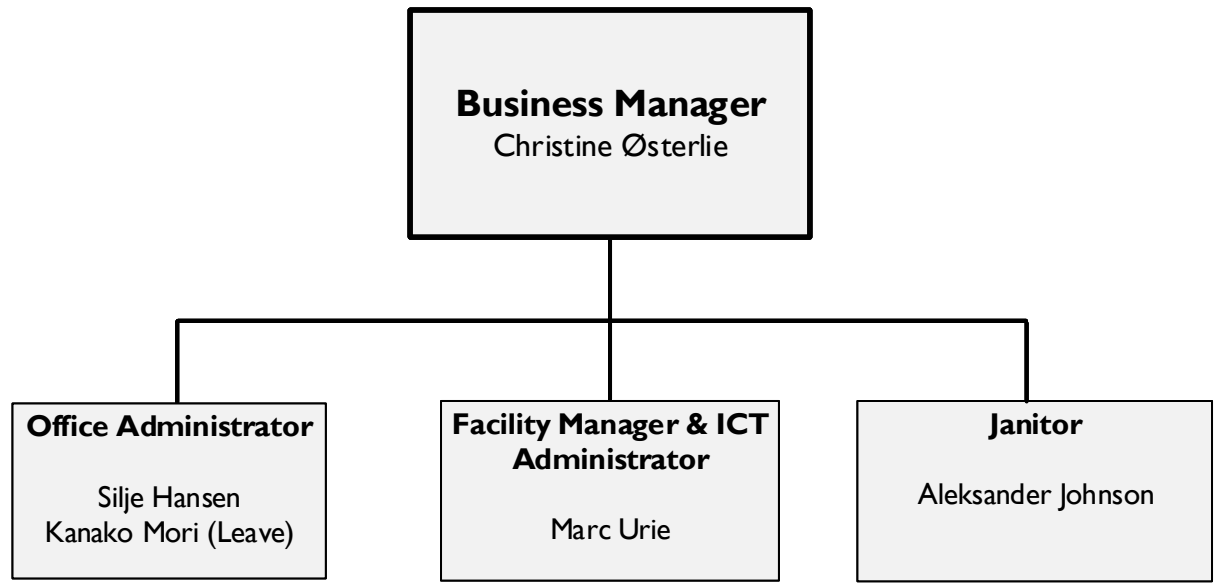 Business Manager
Christine Østerlie
Office Administrator
Silje Hansen
Kanako Mori (Leave)
Facility Manager & ICT
Administrator
Marc Urie
Janitor
Aleksander Johnson